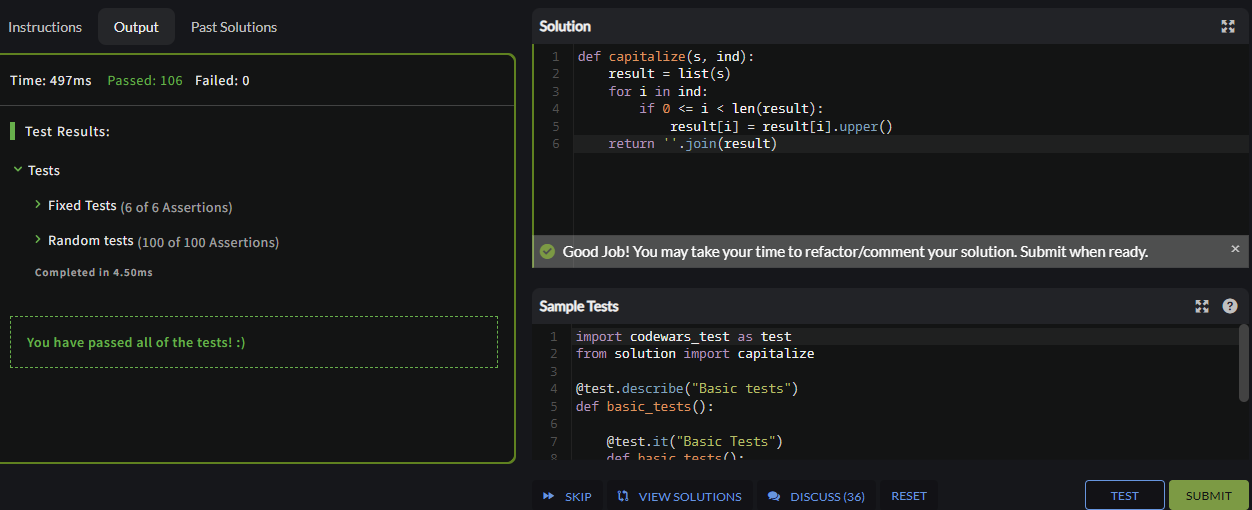 Instructions
Output
Past Solutions
Time: 497ms Passed: 106 Failed: 0
Test Results:
Tests
Fixed Tests (6 of 6 Assertions)
Random tests (100 of 100 Assertions)
Completed in 4.50ms
You have passed all of the tests! :)
Solution
1 def capitalize(s, ind):
2     result = list(s)
3     for i in ind:
4         if 0 <= i < len(result):
5             result[i] = result[i].upper()
6     return ''.join(result)
Good Job! You may take your time to refactor/comment your solution. Submit when ready.
Sample Tests
1 import codewars_test as test
2 from solution import capitalize
3
4 @test.describe("Basic tests")
5 def basic_tests():
6
7     @test.it("Basic Tests")
8     def basic_tests():
SKIP
VIEW SOLUTIONS
DISCUSS (36)
RESET
TEST
SUBMIT